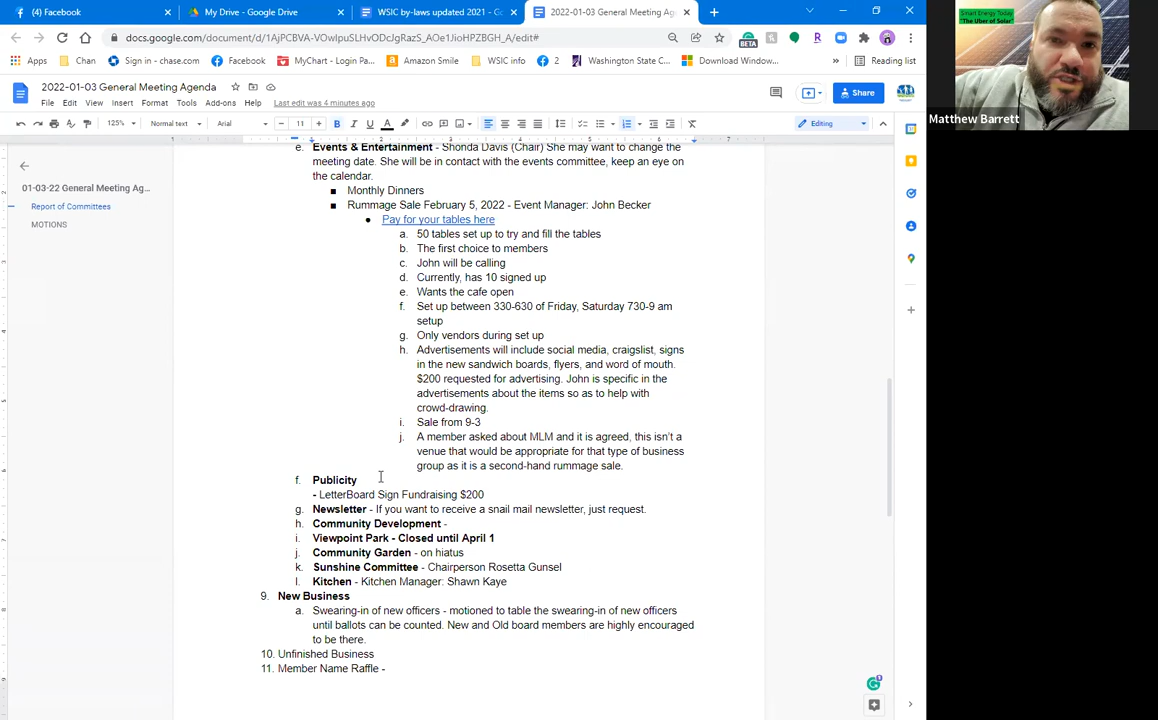 (4) Facebook
My Drive - Google Drive
WSIC by-laws updated 2021 - Go
2022-01-03 General Meeting Age
docs.google.com/document/d/1AjPCBVA-VOwIpuSLHvODcJgRazS_AOe1JioHPZBGH_A/edit#
BETA
Apps
Chan
Sign in - chase.com
Facebook
MyChart - Login Pa...
Amazon Smile
WSIC info
2
Washington State C...
Download Window...
»
Reading list
2022-01-03 General Meeting Agenda
File Edit View Insert Format Tools Add-ons Help Last edit was 4 minutes ago
Share
125% Normal text Arial 11 B I U A Editing
01-03-22 General Meeting Ag...
Report of Committees
MOTIONS
e. Events & Entertainment - Shonda Davis (Chair) She may want to change the
meeting date. She will be in contact with the events committee, keep an eye on
the calendar.
■ Monthly Dinners
■ Rummage Sale February 5, 2022 - Event Manager: John Becker
● Pay for your tables here
a. 50 tables set up to try and fill the tables
b. The first choice to members
c. John will be calling
d. Currently, has 10 signed up
e. Wants the cafe open
f. Set up between 330-630 of Friday, Saturday 730-9 am
setup
g. Only vendors during set up
h. Advertisements will include social media, craigslist, signs
in the new sandwich boards, flyers, and word of mouth.
$200 requested for advertising. John is specific in the
advertisements about the items so as to help with
crowd-drawing.
i. Sale from 9-3
j. A member asked about MLM and it is agreed, this isn't a
venue that would be appropriate for that type of business
group as it is a second-hand rummage sale.
f. Publicity
- LetterBoard Sign Fundraising $200
g. Newsletter - If you want to receive a snail mail newsletter, just request.
h. Community Development -
i. Viewpoint Park - Closed until April 1
j. Community Garden - on hiatus
k. Sunshine Committee - Chairperson Rosetta Gunsel
l. Kitchen - Kitchen Manager: Shawn Kaye
9. New Business
a. Swearing-in of new officers - motioned to table the swearing-in of new officers
until ballots can be counted. New and Old board members are highly encouraged
to be there.
10. Unfinished Business
11. Member Name Raffle -
Smart Energy Today
"The Uber of Solar"
Matthew Barrett